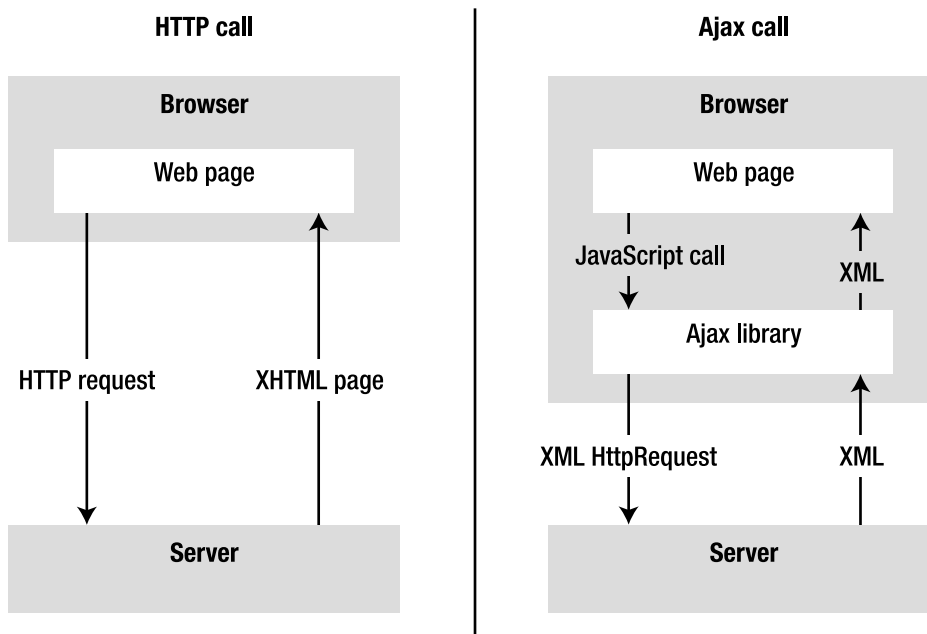 HTTP call
Browser
Web page
HTTP request
XHTML page
Server
Ajax call
Browser
Web page
JavaScript call
XML
Ajax library
XML HttpRequest
XML
Server